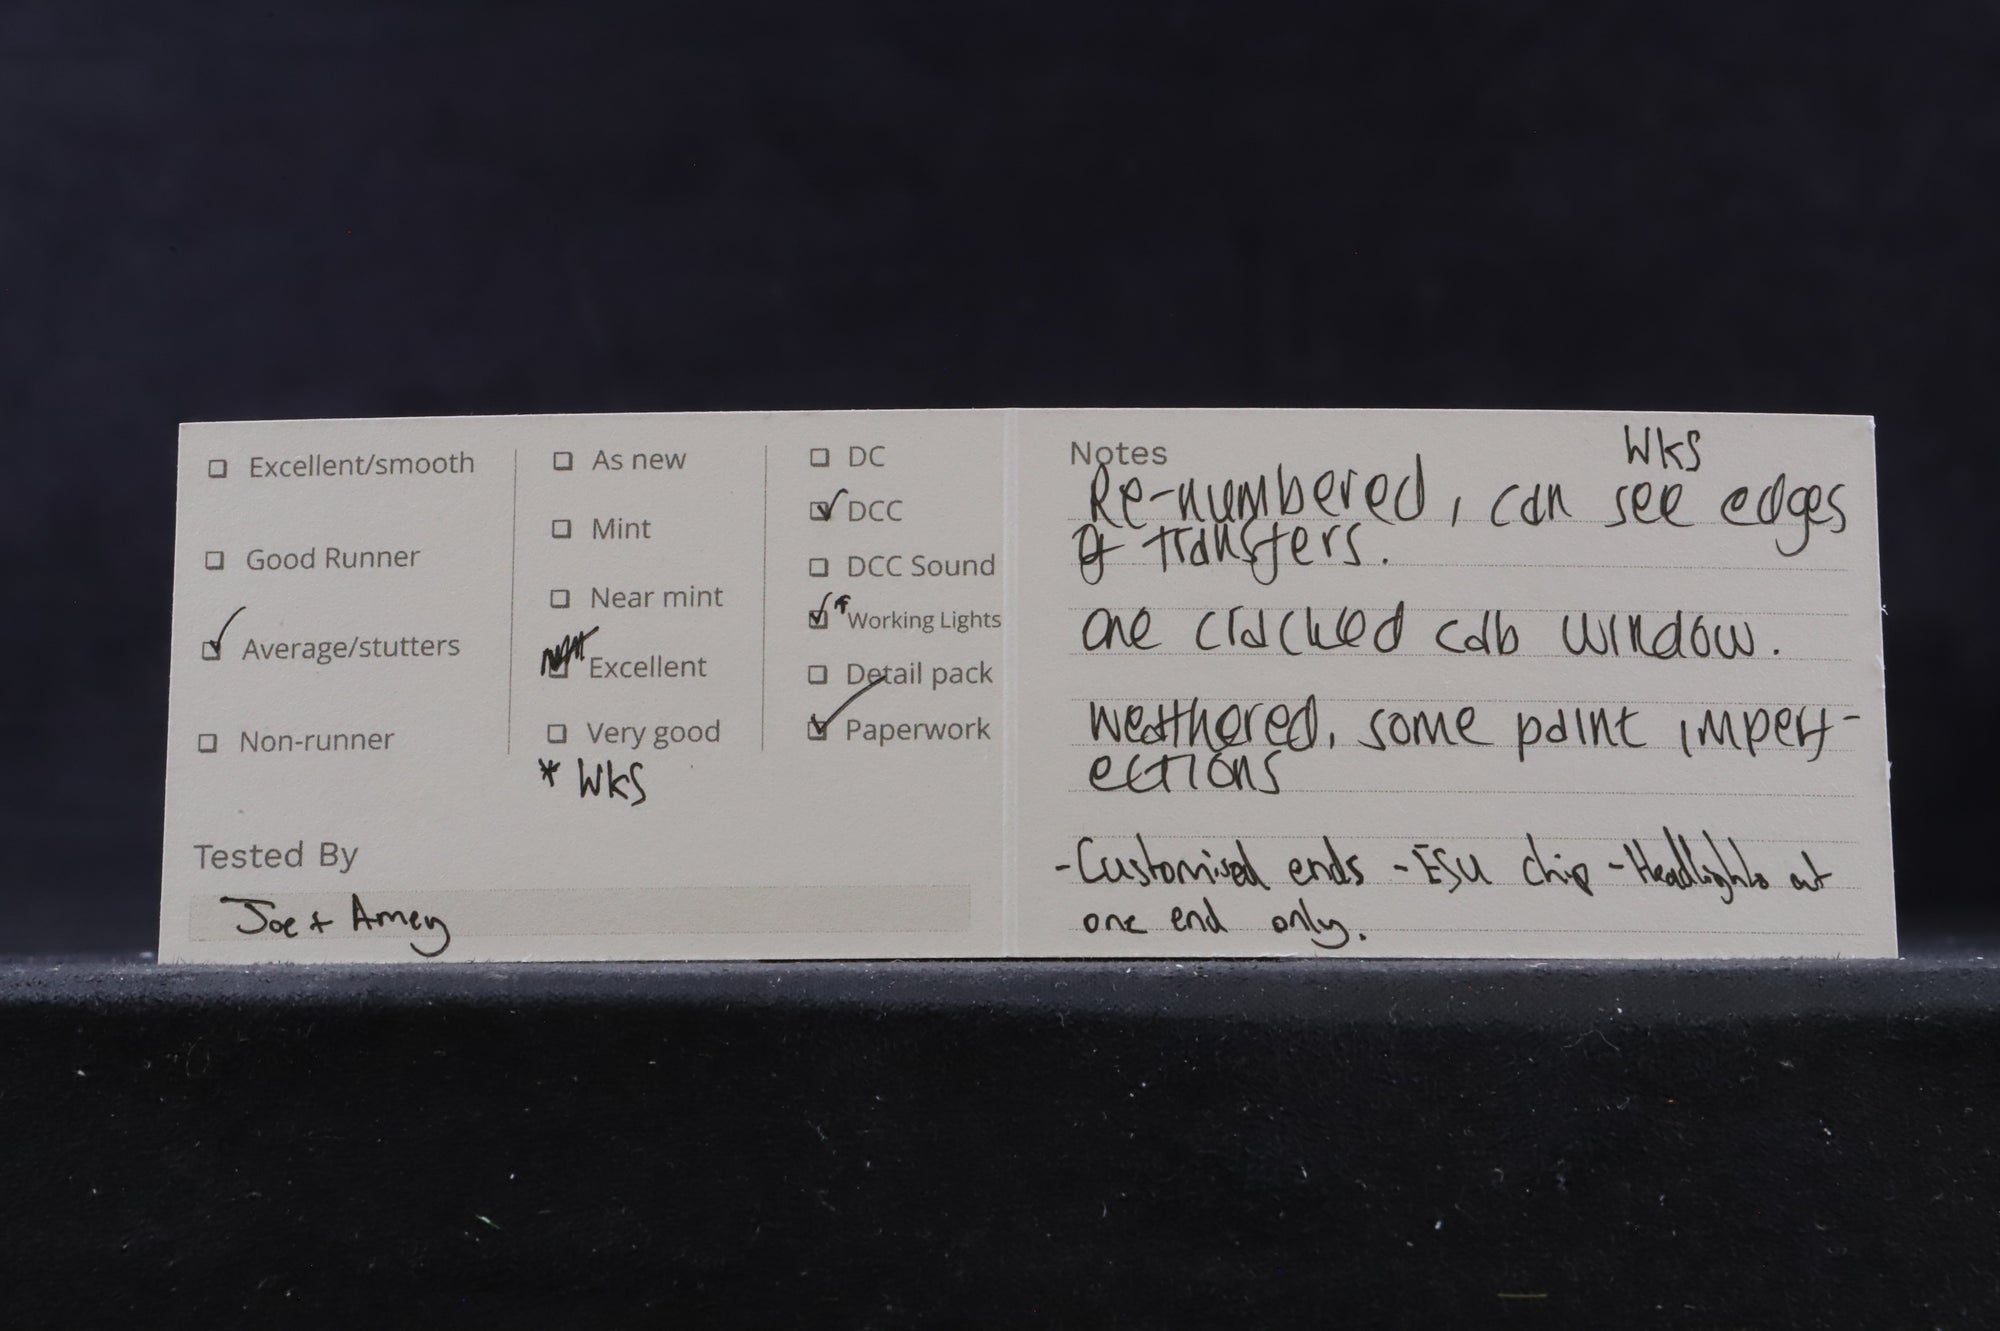 Excellent/smooth
Good Runner
Average/stutters
Non-runner
As new
Mint
Near mint
Excellent
Very good
* WKS
DC
DCC
DCC Sound
Working Lights
Detail pack
Paperwork
Tested By
Joe + Amey
Notes
WKS
Re-numbered, can see edges
of transfers.
one cracked cab window.
weathered, some paint imperf-
ections
-Customised ends -ESU chip -Headlights at
one end only.